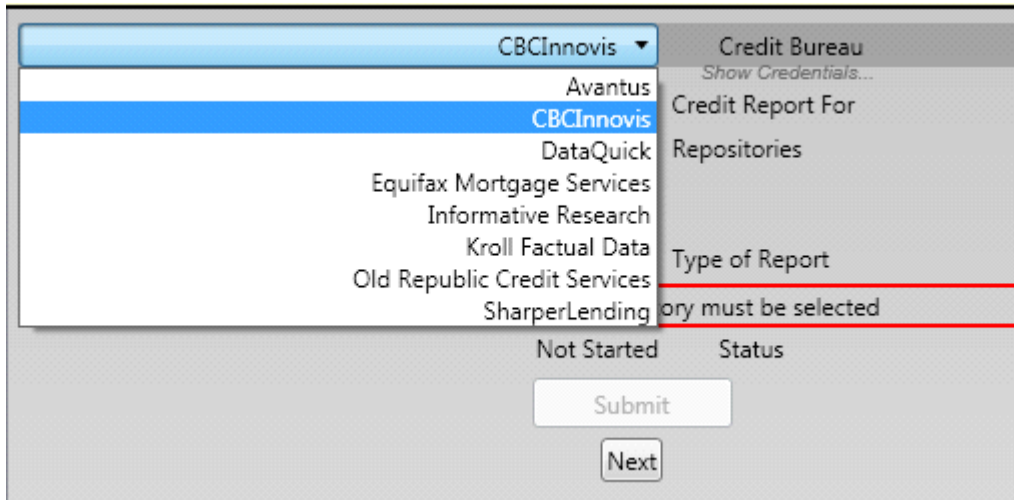 CBCInnovis Credit Bureau
Show Credentials...
Avantus
CBCInnovis
Credit Report For
DataQuick
Repositories
Equifax Mortgage Services
Informative Research
Kroll Factual Data
Type of Report
Old Republic Credit Services
SharperLending
ory must be selected
Not Started Status
Submit
Next